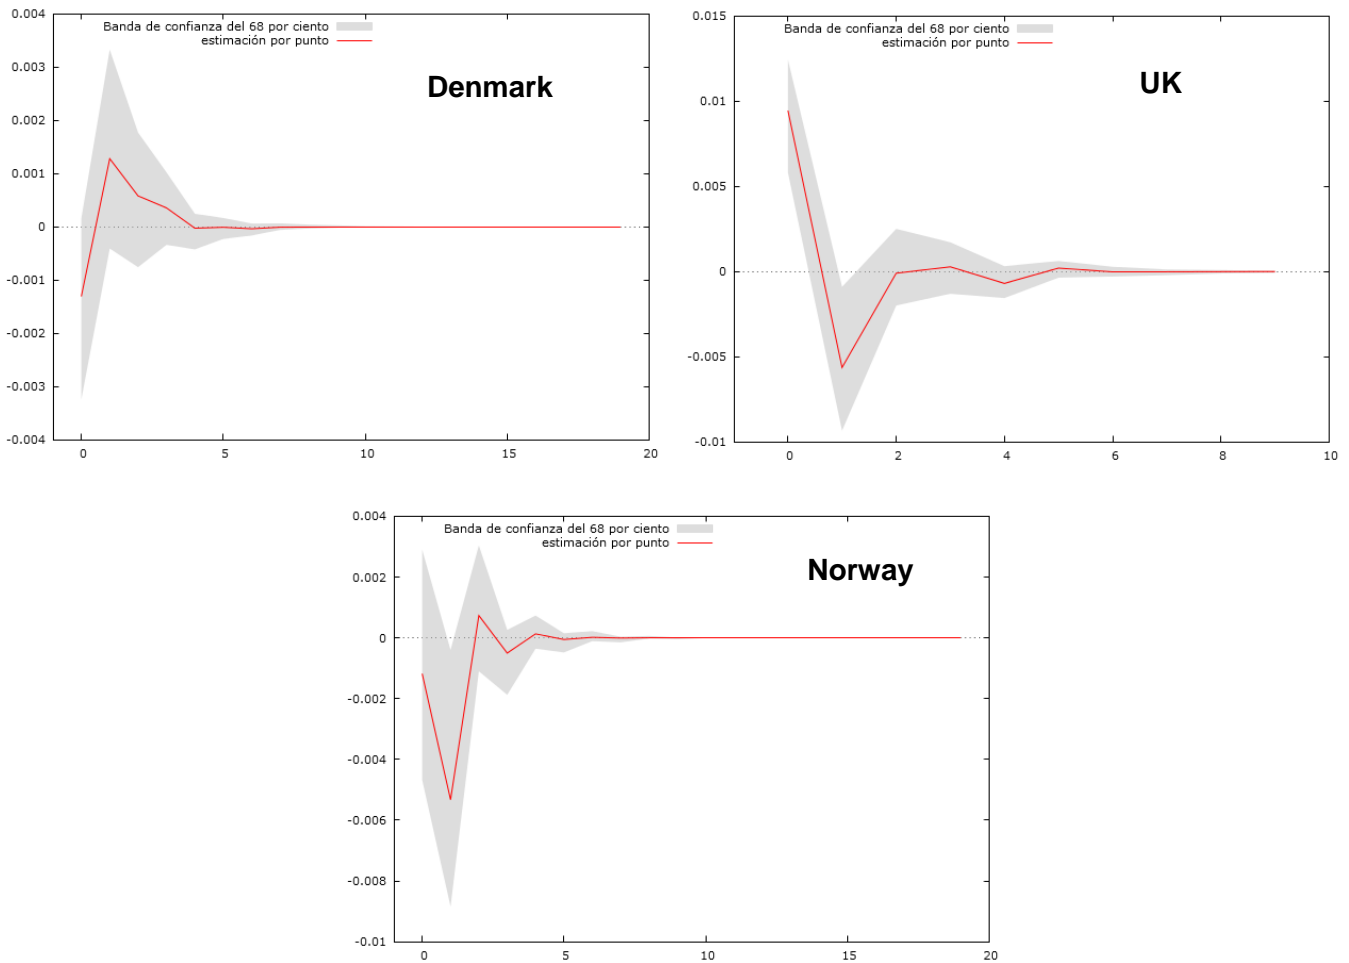 0.004
0.003
0.002
0.001
0
-0.001
-0.002
-0.003
-0.004
0 5 10 15 20
Banda de confianza del 68 por ciento
estimación por punto
Denmark
0.015
0.01
0.005
0
-0.005
-0.01
0 2 4 6 8 10
Banda de confianza del 68 por ciento
estimación por punto
UK
0.004
0.002
0
-0.002
-0.004
-0.006
-0.008
-0.01
0 5 10 15 20
Banda de confianza del 68 por ciento
estimación por punto
Norway